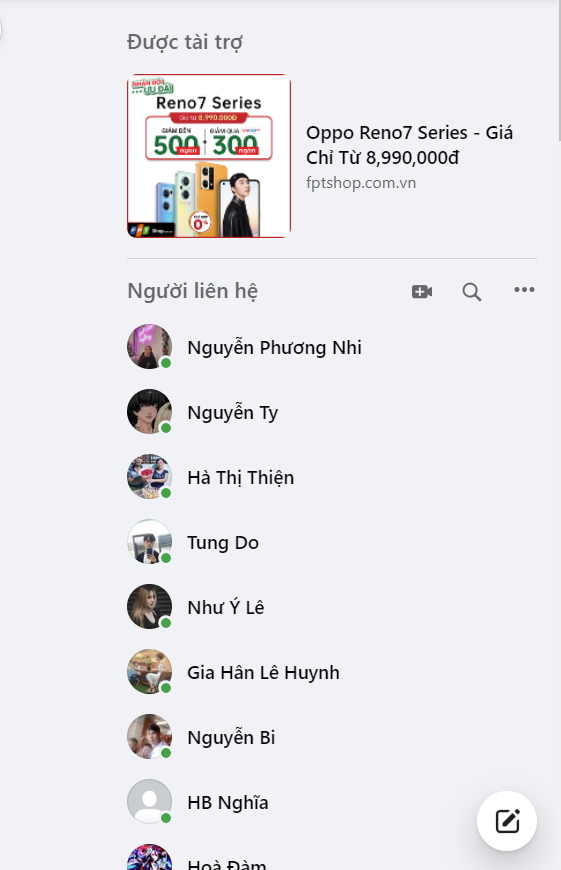 Được tài trợ
NHÂN ĐÔI
ƯU ĐÃI
Reno7 Series
Giá từ 8.990.000Đ
GIẢM ĐẾN
GIẢM QUA
500 ngàn + 300 ngàn
0%
Oppo Reno7 Series - Giá
Chỉ Từ 8,990,000đ
fptshop.com.vn
Người liên hệ
Nguyễn Phương Nhi
Nguyễn Ty
Hà Thị Thiện
Tung Do
Như Ý Lê
Gia Hân Lê Huynh
Nguyễn Bi
HB Nghĩa
Hoà Đàm